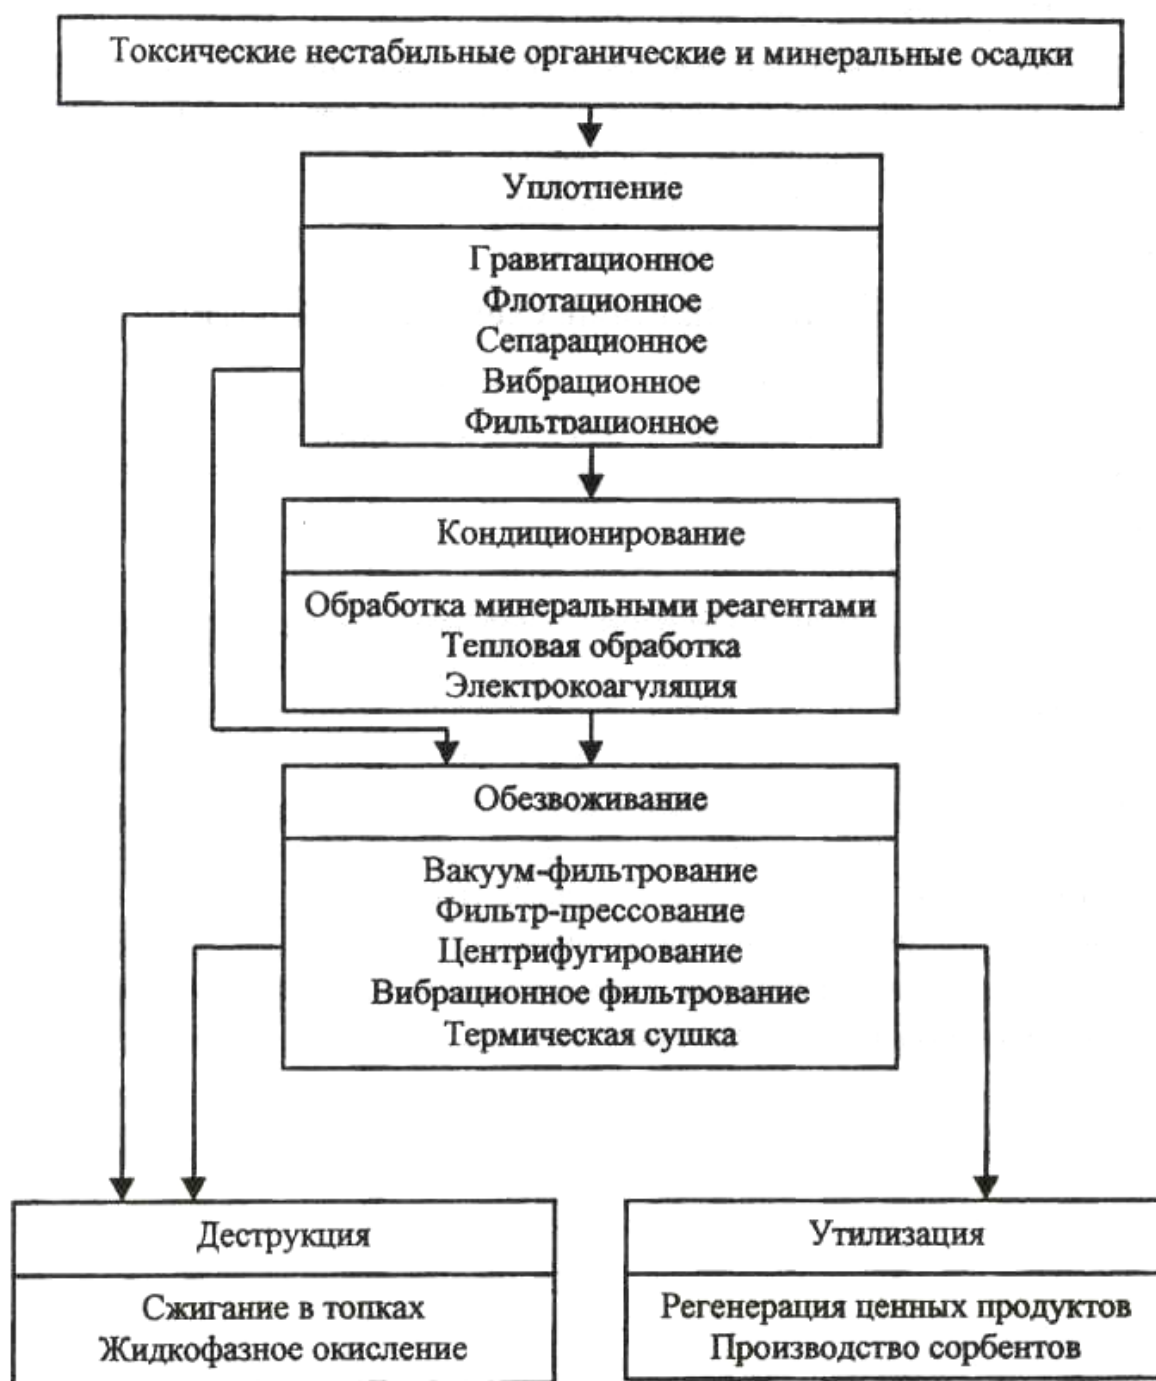 Токсические нестабильные органические и минеральные осадки
Уплотнение
Гравитационное
Флотационное
Сепарационное
Вибрационное
Фильтрационное
Кондиционирование
Обработка минеральными реагентами
Тепловая обработка
Электрокоагуляция
Обезвоживание
Вакуум-фильтрование
Фильтр-прессование
Центрифугирование
Вибрационное фильтрование
Термическая сушка
Деструкция
Сжигание в топках
Жидкофазное окисление
Утилизация
Регенерация ценных продуктов
Производство сорбентов